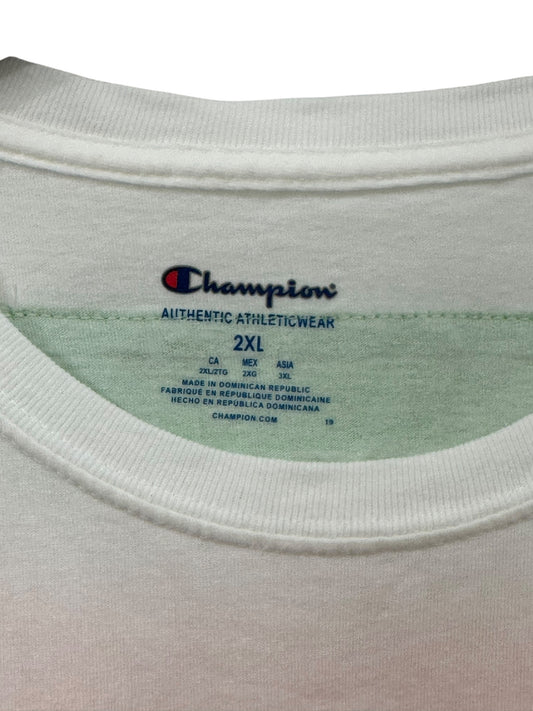 Champion
AUTHENTIC ATHLETICWEAR
2XL
CA MEX ASIA
2XL/2TG 2XG 3XL
MADE IN DOMINICAN REPUBLIC
FABRIQUÉ EN REPUBLIQUE DOMINICAINE
HECHO EN REPÚBLICA DOMINICANA
CHAMPION.COM 19